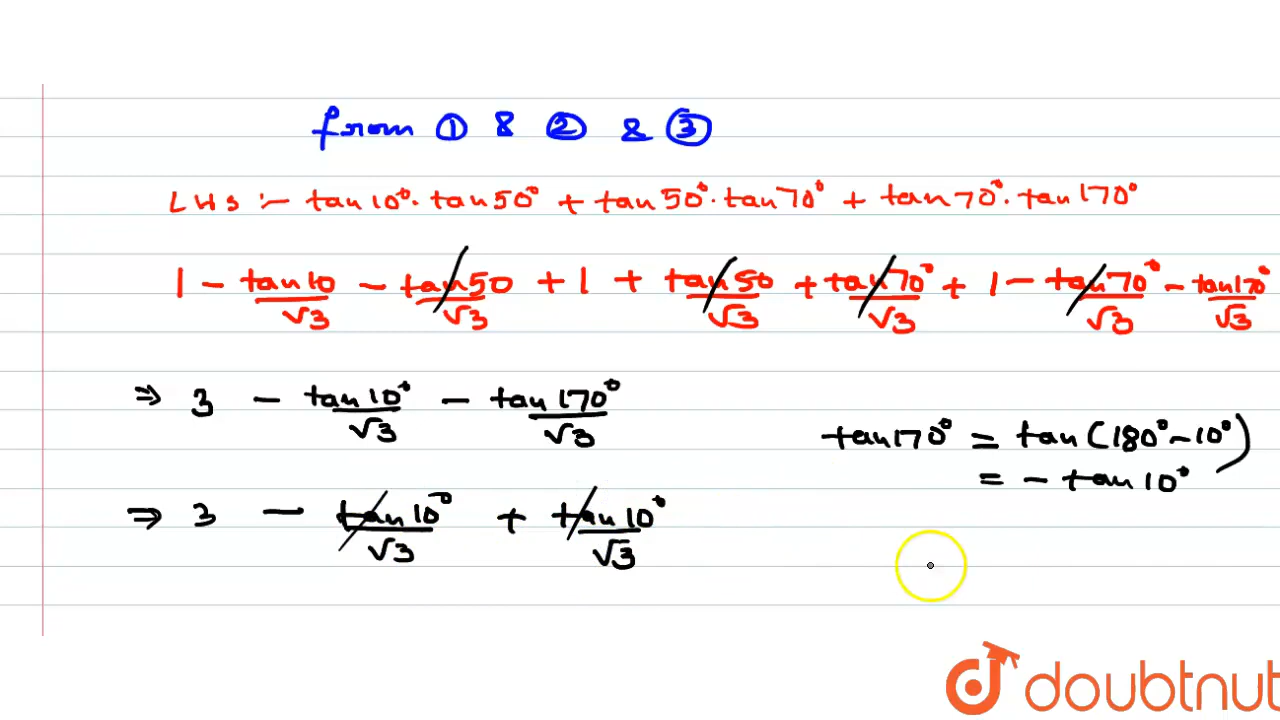 from ① & ② & ③
LHS :- tan10°. tan50° + tan50°. tan70° + tan70°. tan170°
1 - tan10/√3 - tan50/√3 + 1 + tan50/√3 + tan70°/√3 + 1 - tan70°/√3 - tan170°/√3
⇒ 3 - tan10°/√3 - tan170°/√3
tan170° = tan(180°-10°)
= - tan10°
⇒ 3 - tan10°/√3 + tan10°/√3
doubtnut